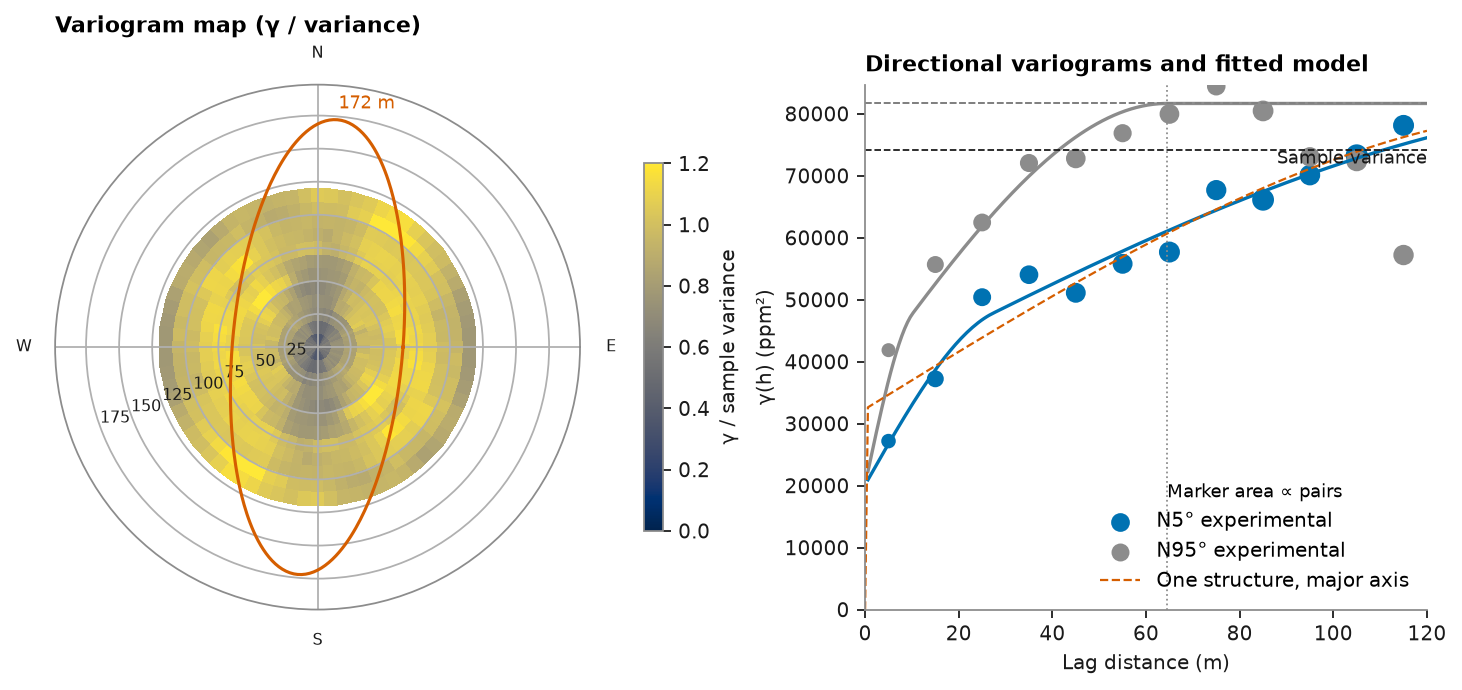 Variogram map (γ / variance)
N
172 m
W
E
25
50
75
100
125
150
175
S
1.2
1.0
0.8
0.6
0.4
0.2
0.0
γ / sample variance
Directional variograms and fitted model
80000
70000
60000
50000
40000
30000
20000
10000
0
γ(h) (ppm²)
Sample variance
Marker area ∝ pairs
N5° experimental
N95° experimental
One structure, major axis
0 20 40 60 80 100 120
Lag distance (m)